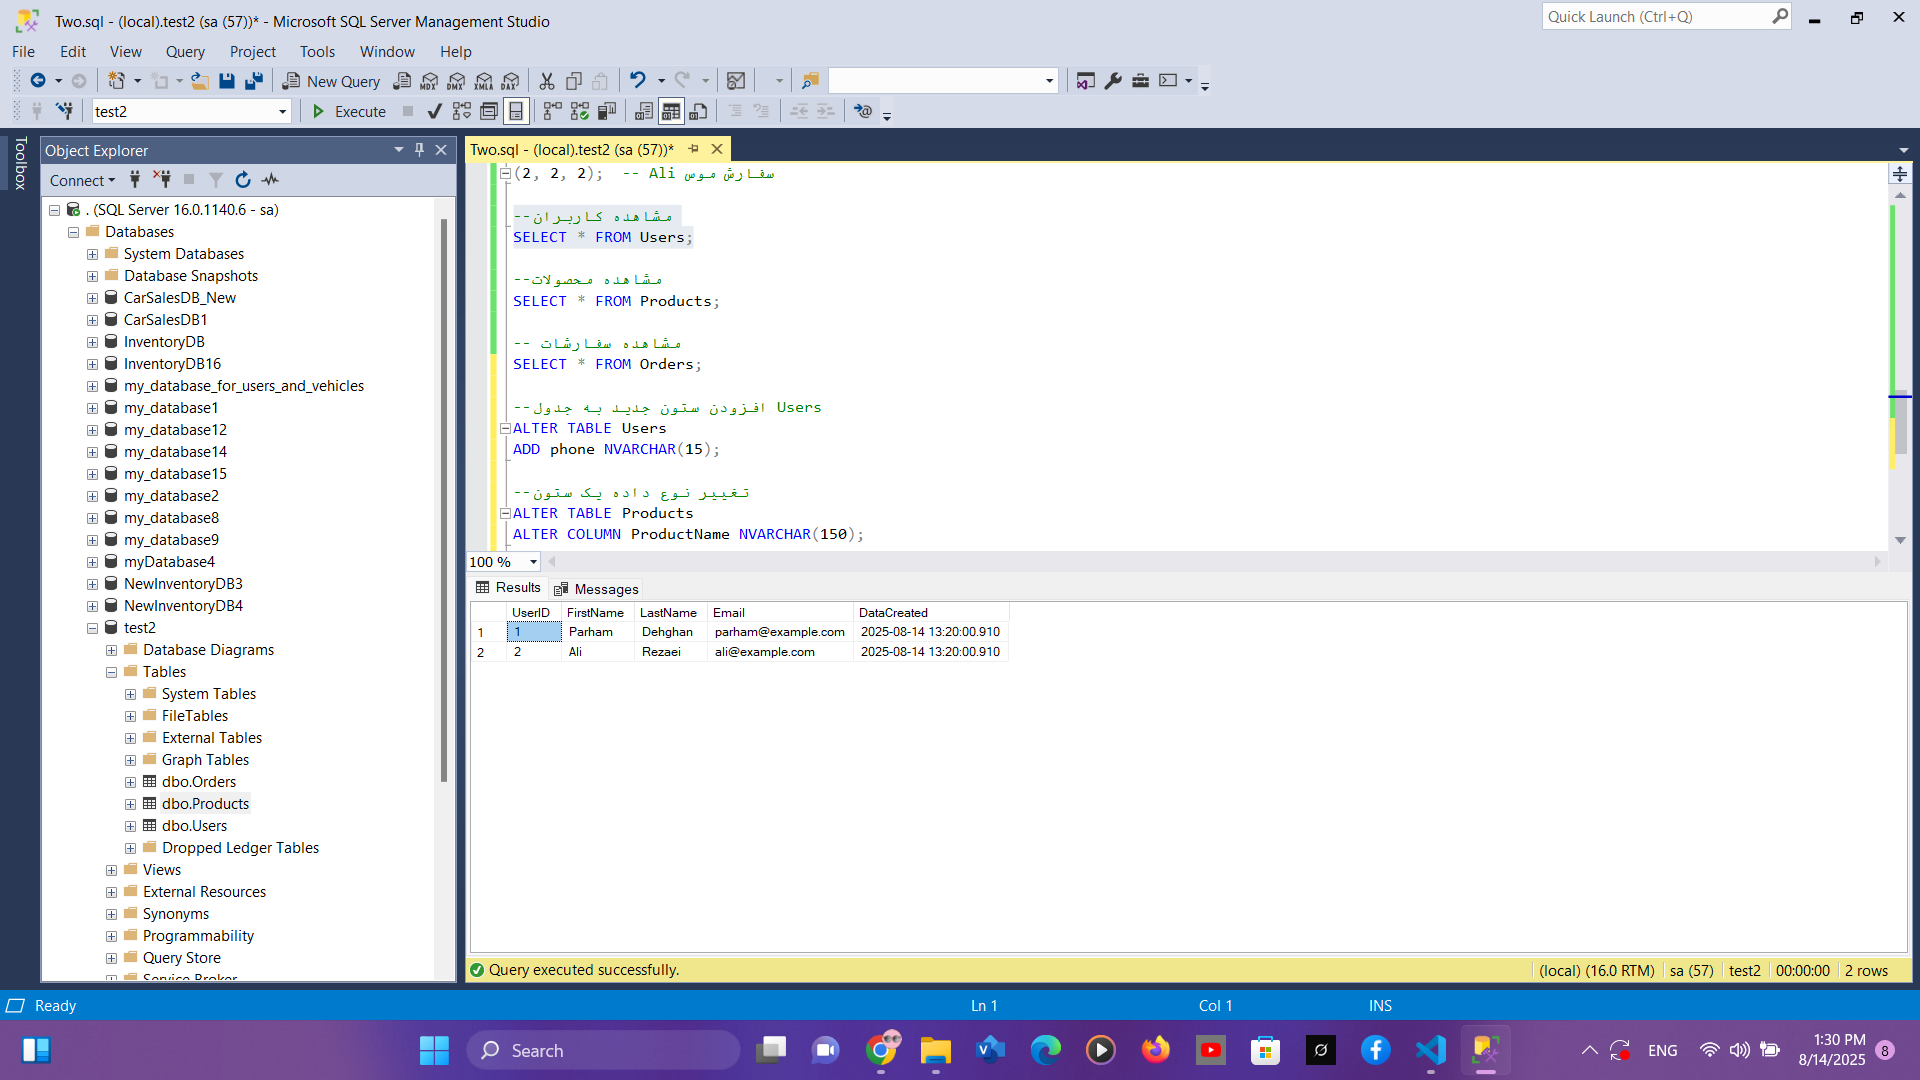 Two.sql - (local).test2 (sa (57))* - Microsoft SQL Server Management Studio
Quick Launch (Ctrl+Q)
File Edit View Query Project Tools Window Help
New Query
MDX DMX XMLA DAX
test2
Execute
Toolbox
Object Explorer
Connect
. (SQL Server 16.0.1140.6 - sa)
Databases
System Databases
Database Snapshots
CarSalesDB_New
CarSalesDB1
InventoryDB
InventoryDB16
my_database_for_users_and_vehicles
my_database1
my_database12
my_database14
my_database15
my_database2
my_database8
my_database9
myDatabase4
NewInventoryDB3
NewInventoryDB4
test2
Database Diagrams
Tables
System Tables
FileTables
External Tables
Graph Tables
dbo.Orders
dbo.Products
dbo.Users
Dropped Ledger Tables
Views
External Resources
Synonyms
Programmability
Query Store
Service Broker
Two.sql - (local).test2 (sa (57))*
(2, 2, 2);  -- Ali سفارش موس
--مشاهده کاربران
SELECT * FROM Users;
--مشاهده محصولات
SELECT * FROM Products;
-- مشاهده سفارشات
SELECT * FROM Orders;
--افزودن ستون جدید به جدول Users
ALTER TABLE Users
ADD phone NVARCHAR(15);
--تغییر نوع داده یک ستون
ALTER TABLE Products
ALTER COLUMN ProductName NVARCHAR(150);
100 %
Results Messages
UserID FirstName LastName Email DataCreated
1 1 Parham Dehghan parham@example.com 2025-08-14 13:20:00.910
2 2 Ali Rezaei ali@example.com 2025-08-14 13:20:00.910
Query executed successfully.
(local) (16.0 RTM) sa (57) test2 00:00:00 2 rows
Ready
Ln 1
Col 1
INS
Search
ENG
1:30 PM
8/14/2025
8